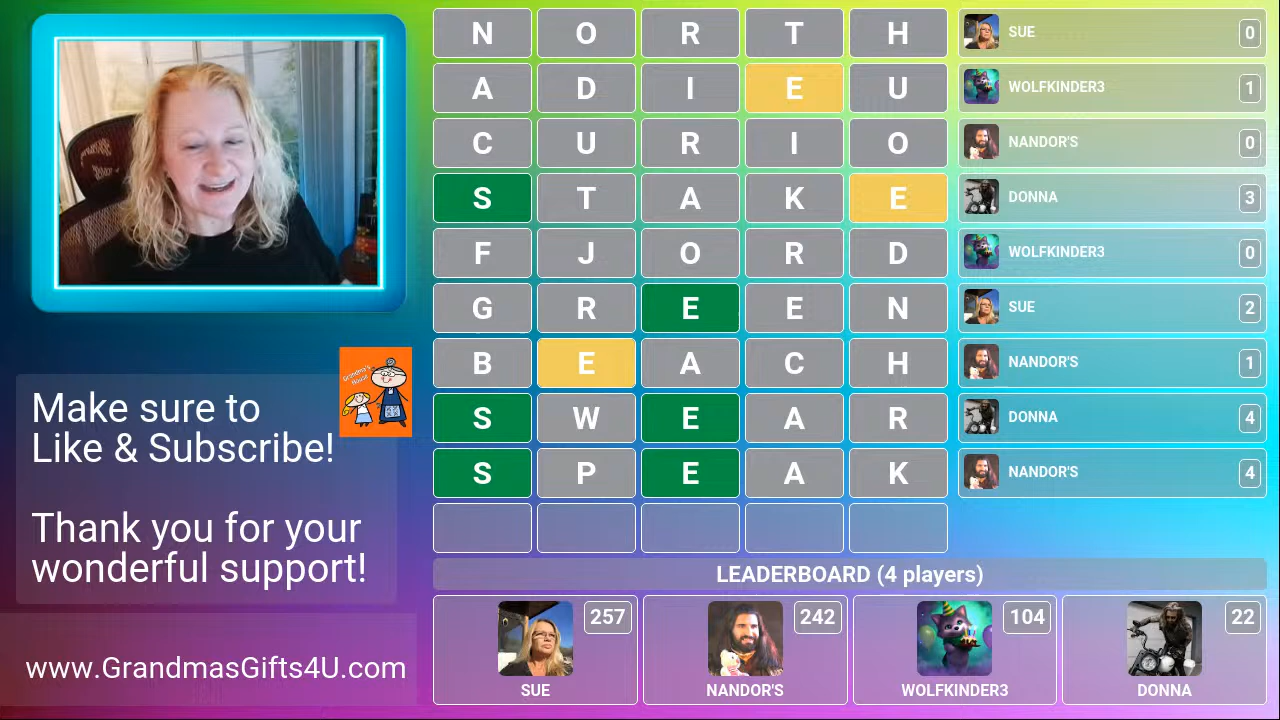 N O R T H SUE 0
A D I E U WOLFKINDER3 1
C U R I O NANDOR'S 0
S T A K E DONNA 3
F J O R D WOLFKINDER3 0
G R E E N SUE 2
B E A C H NANDOR'S 1
S W E A R DONNA 4
S P E A K NANDOR'S 4
Grandma's
House
Make sure to
Like & Subscribe!
Thank you for your
wonderful support!
www.GrandmasGifts4U.com
LEADERBOARD (4 players)
257 242 104 22
SUE NANDOR'S WOLFKINDER3 DONNA